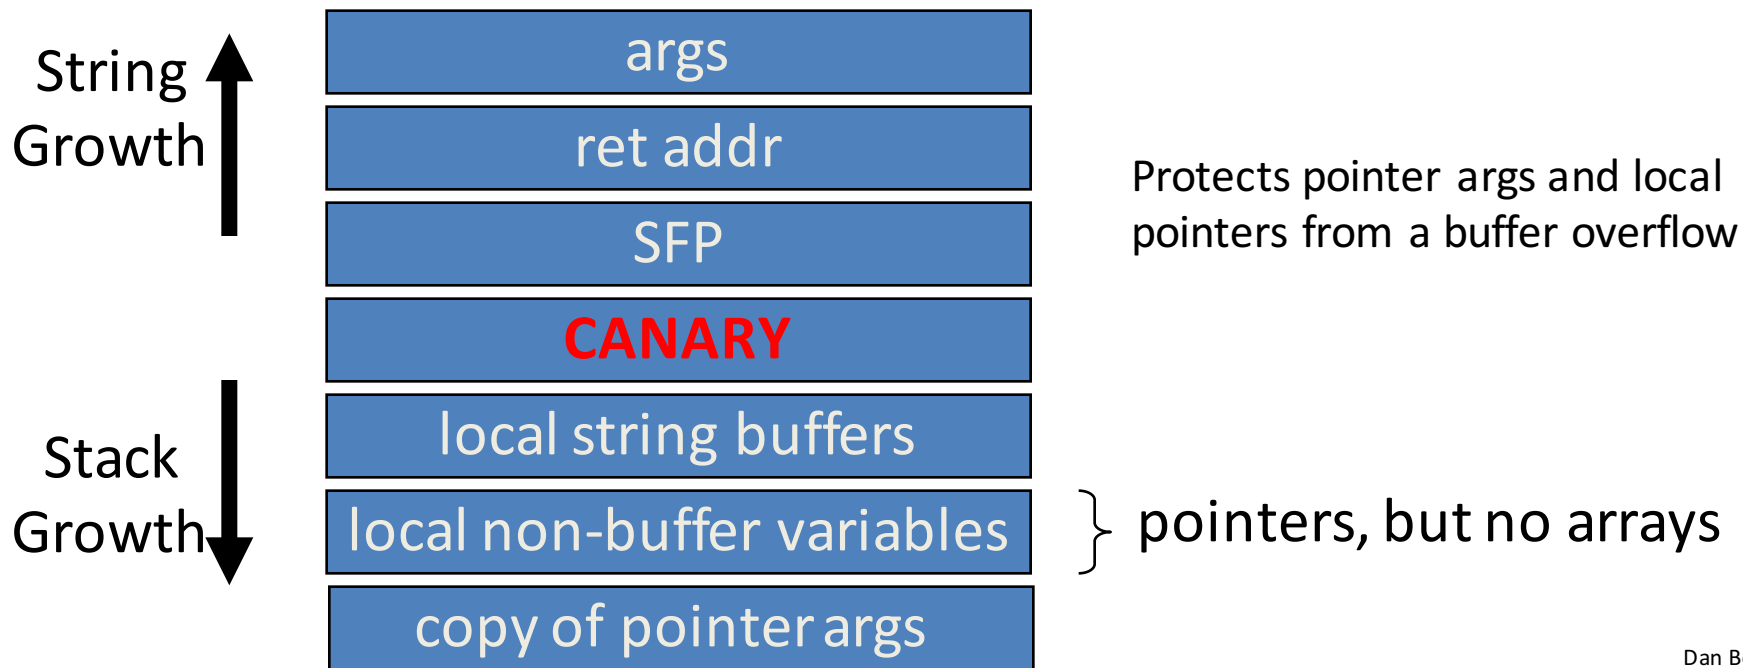 String
Growth
args
ret addr
SFP
CANARY
local string buffers
local non-buffer variables
copy of pointer args
Stack
Growth
Protects pointer args and local
pointers from a buffer overflow
pointers, but no arrays
Dan